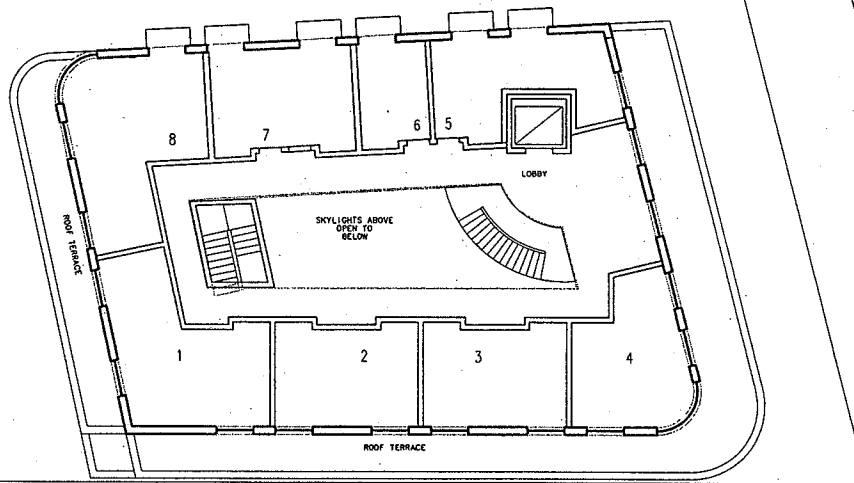 8
7
6
5
LOBBY
SKYLIGHTS ABOVE
OPEN TO
BELOW
ROOF TERRACE
1
2
3
4
ROOF TERRACE